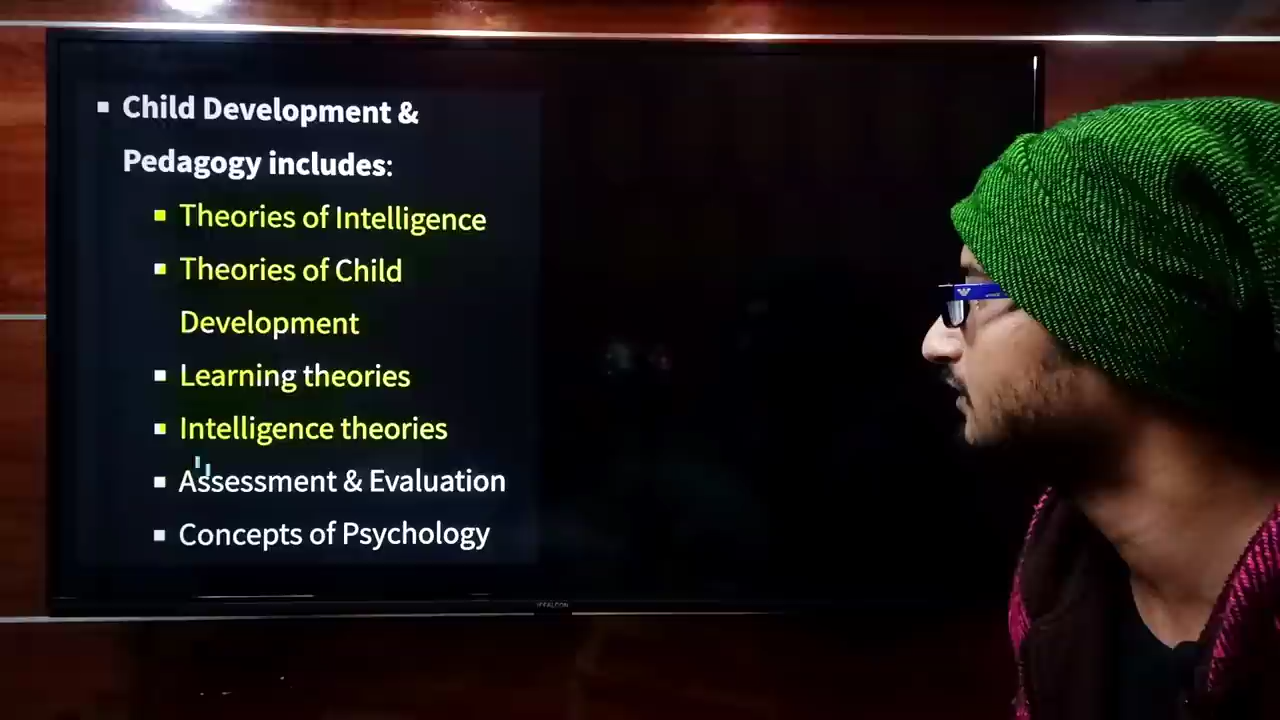 Child Development &
Pedagogy includes:
Theories of Intelligence
Theories of Child
Development
Learning theories
Intelligence theories
Assessment & Evaluation
Concepts of Psychology
iFFALCON